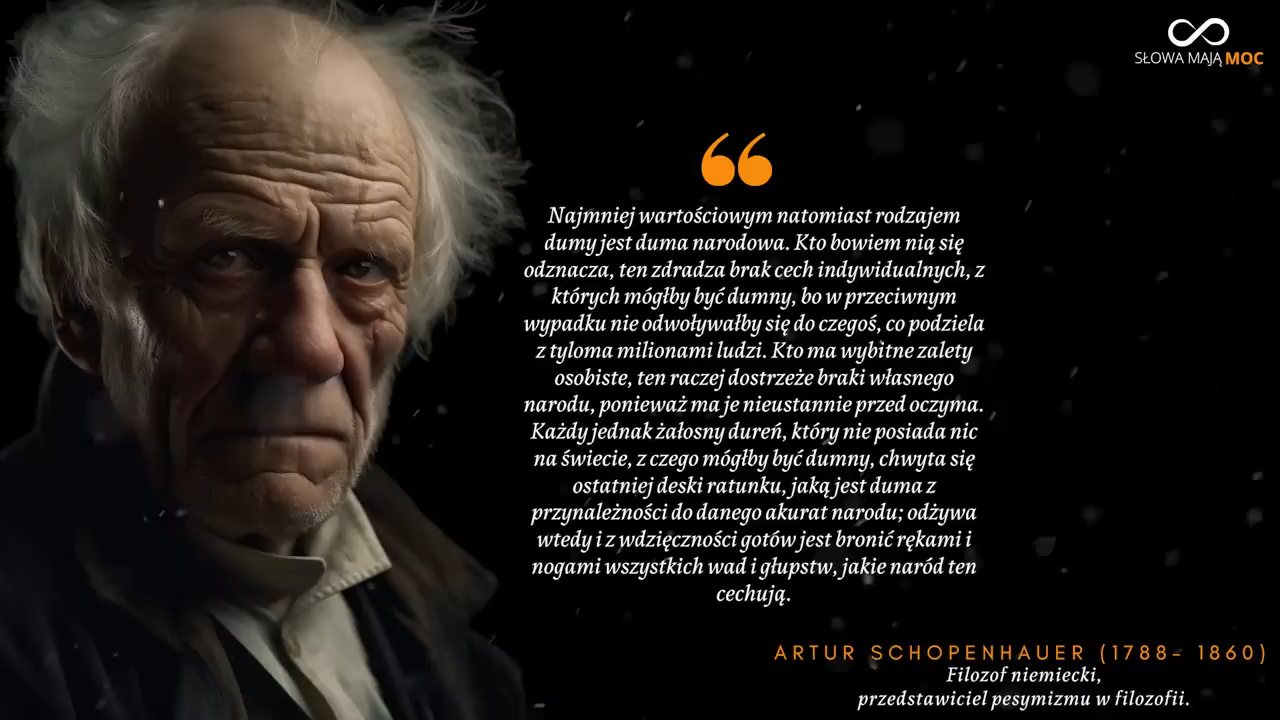 SŁOWA MAJĄ MOC
Najmniej wartościowym natomiast rodzajem
dumy jest duma narodowa. Kto bowiem nią się
odznacza, ten zdradza brak cech indywidualnych, z
których mógłby być dumny, bo w przeciwnym
wypadku nie odwoływałby się do czegoś, co podziela
z tyloma milionami ludzi. Kto ma wybitne zalety
osobiste, ten raczej dostrzeże braki własnego
narodu, ponieważ ma je nieustannie przed oczyma.
Każdy jednak żałosny dureń, który nie posiada nic
na świecie, z czego mógłby być dumny, chwyta się
ostatniej deski ratunku, jaką jest duma z
przynależności do danego akurat narodu; odżywa
wtedy i z wdzięczności gotów jest bronić rękami i
nogami wszystkich wad i głupstw, jakie naród ten
cechują.
ARTUR SCHOPENHAUER (1788- 1860)
Filozof niemiecki,
przedstawiciel pesymizmu w filozofii.